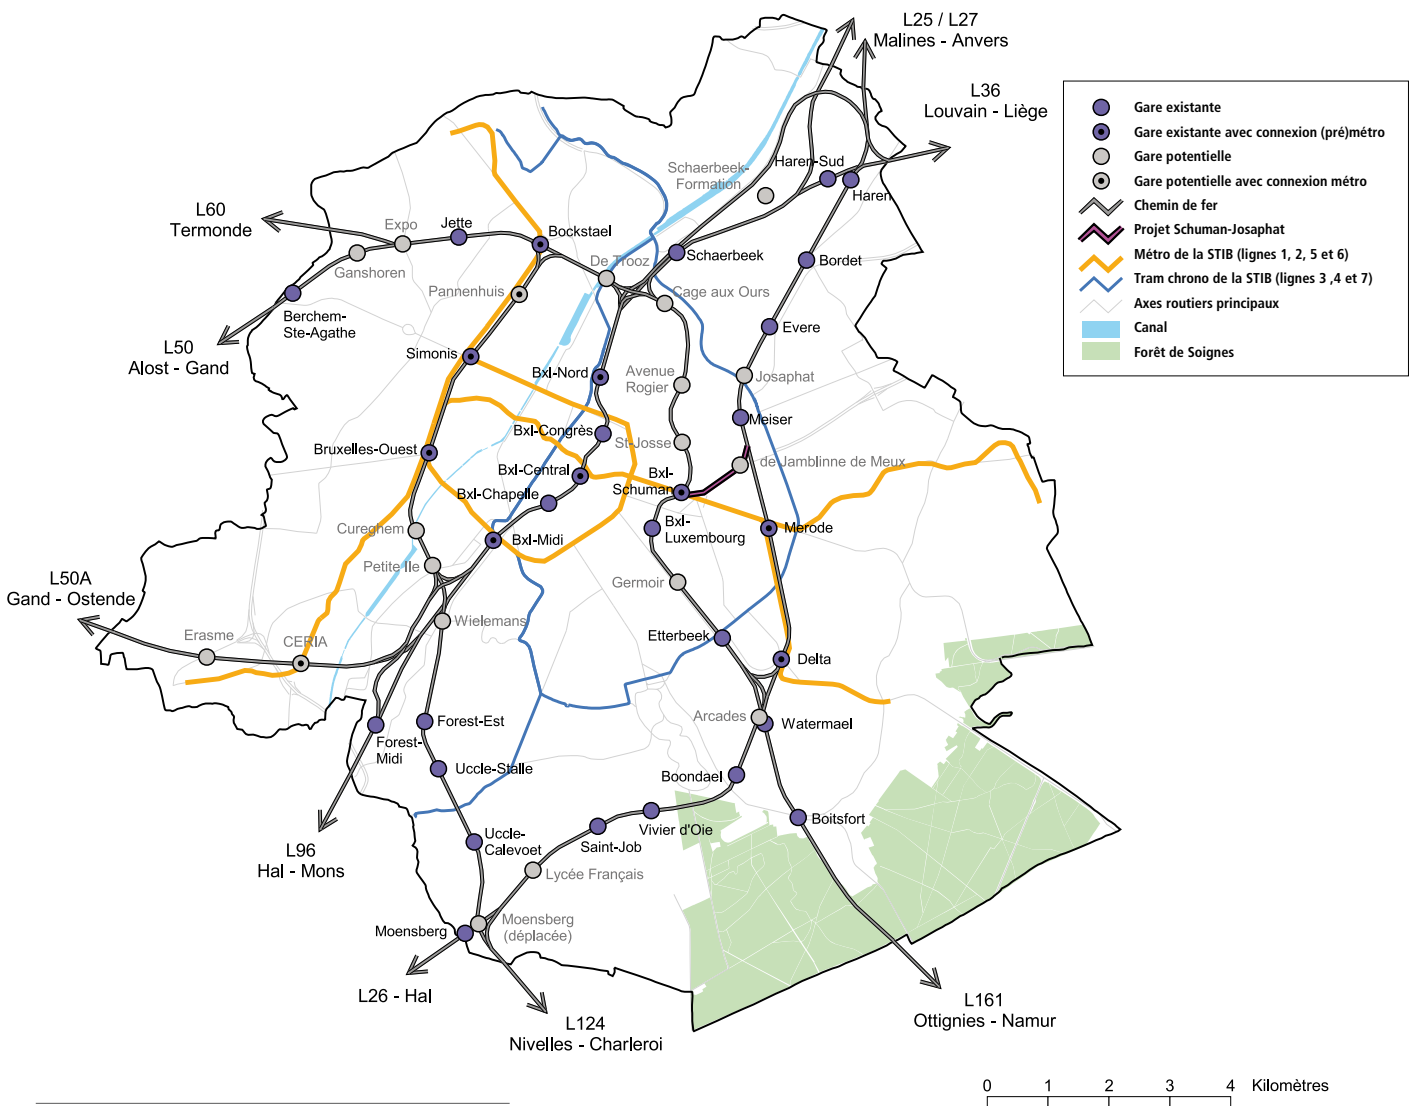 L25 / L27
Malines - Anvers
L36
Louvain - Liège
Gare existante
Gare existante avec connexion (pré)métro
Gare potentielle
Gare potentielle avec connexion métro
Chemin de fer
Projet Schuman-Josaphat
Métro de la STIB (lignes 1, 2, 5 et 6)
Tram chrono de la STIB (lignes 3 ,4 et 7)
Axes routiers principaux
Canal
Forêt de Soignes
Haren-Sud
Schaerbeek-
Formation
Haren
L60
Termonde
Expo
Jette
Bockstael
Ganshoren
De Trooz
Schaerbeek
Bordet
Pannenhuis
Cage aux Ours
Berchem-
Ste-Agathe
Evere
L50
Alost - Gand
Simonis
Bxl-Nord
Avenue
Rogier
Josaphat
Meiser
Bxl-Congrès
St-Josse
Bruxelles-Ouest
Bxl-Central
Bxl-
Schuman
de Jamblinne de Meux
Bxl-Chapelle
Cureghem
Bxl-Midi
Bxl-
Luxembourg
Merode
Petite Ile
Germoir
L50A
Gand - Ostende
Wielemans
Erasme
CERIA
Etterbeek
Delta
Arcades
Watermael
Forest-Est
Forest-
Midi
Uccle-Stalle
Boondael
Boitsfort
Vivier d'Oie
Saint-Job
Uccle-
Calevoet
L96
Hal - Mons
Lycée Français
Moensberg
Moensberg
(déplacée)
L26 - Hal
L124
Nivelles - Charleroi
L161
Ottignies - Namur
0 1 2 3 4 Kilomètres